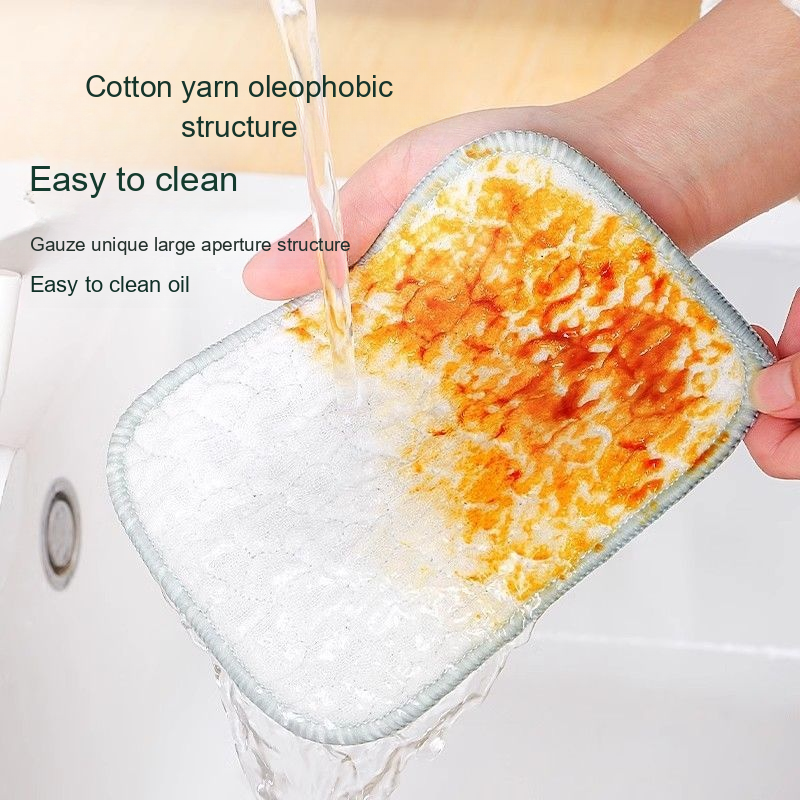 Cotton yarn oleophobic
structure
Easy to clean
Gauze unique large aperture structure
Easy to clean oil